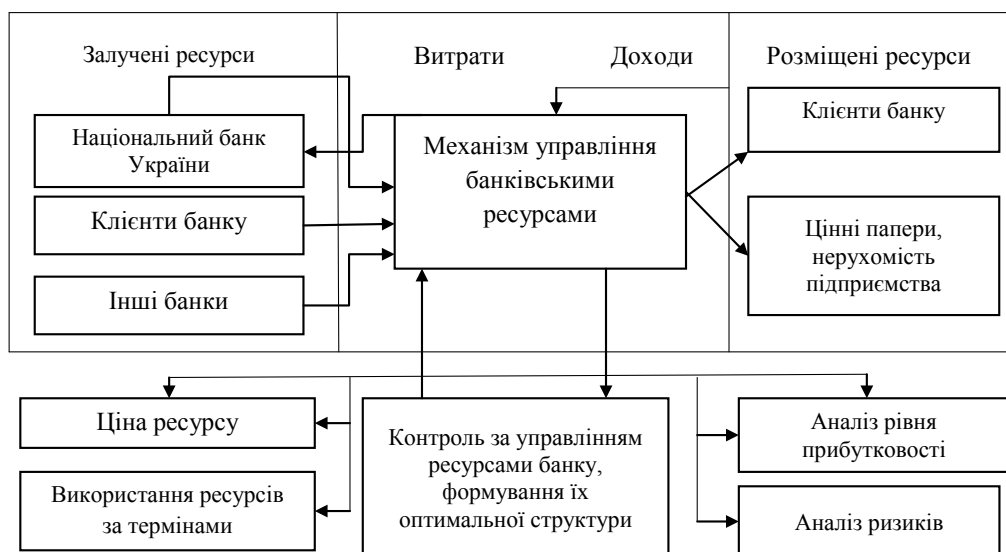 Залучені ресурси
Витрати
Доходи
Розміщені ресурси
Національний банк
України
Клієнти банку
Інші банки
Механізм управління
банківськими
ресурсами
Клієнти банку
Цінні папери,
нерухомість
підприємства
Ціна ресурсу
Використання ресурсів
за термінами
Контроль за управлінням
ресурсами банку,
формування їх
оптимальної структури
Аналіз рівня
прибутковості
Аналіз ризиків